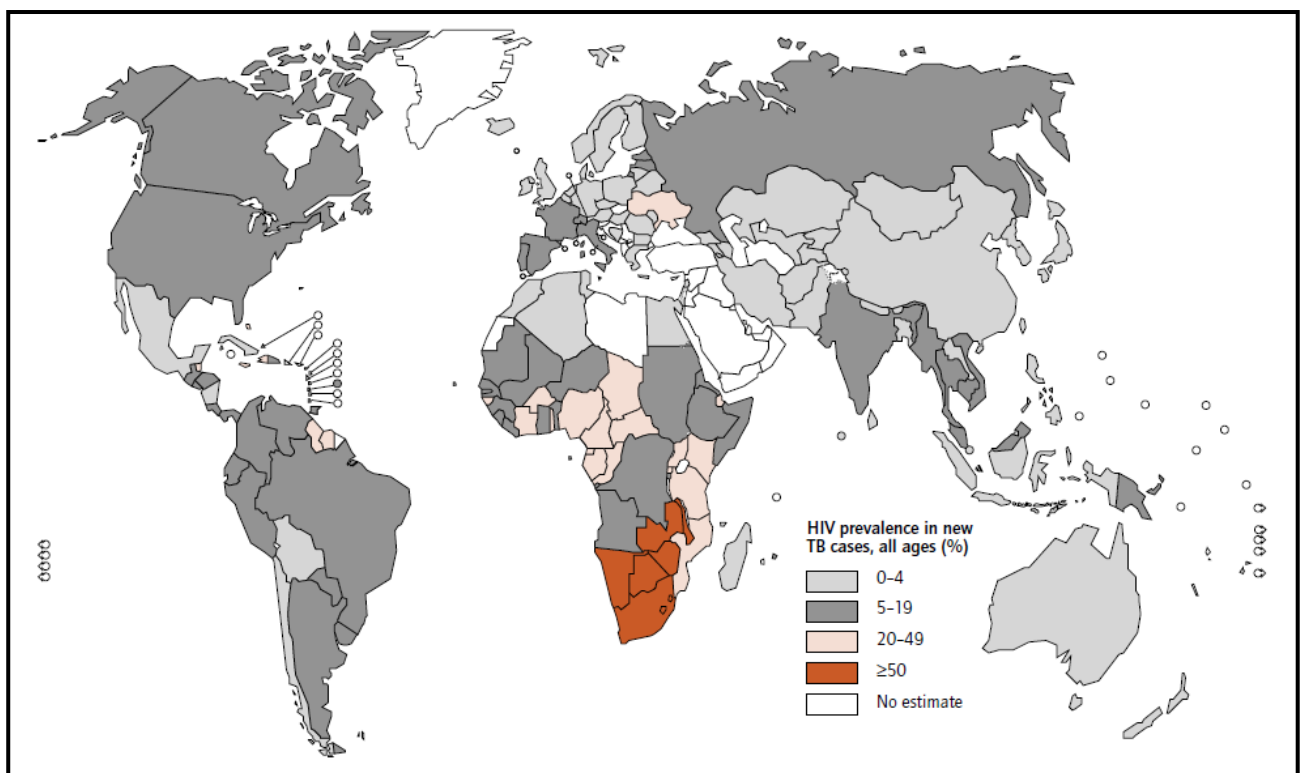 HIV prevalence in new
TB cases, all ages (%)
0–4
5–19
20–49
≥50
No estimate